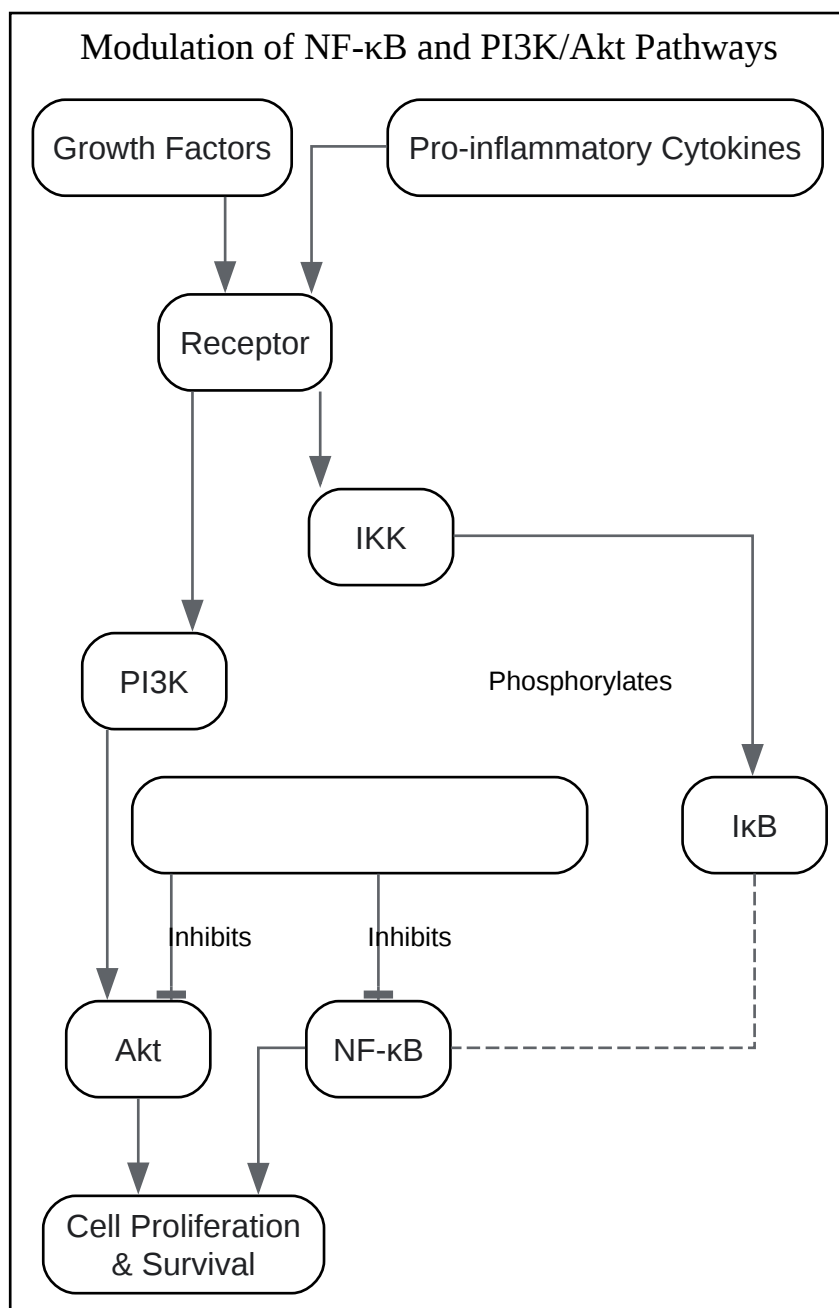 Modulation of NF-κB and PI3K/Akt Pathways
Growth Factors
Pro-inflammatory Cytokines
Receptor
IKK
PI3K
Phosphorylates
IκB
Inhibits
Inhibits
Akt
NF-κB
Cell Proliferation
& Survival